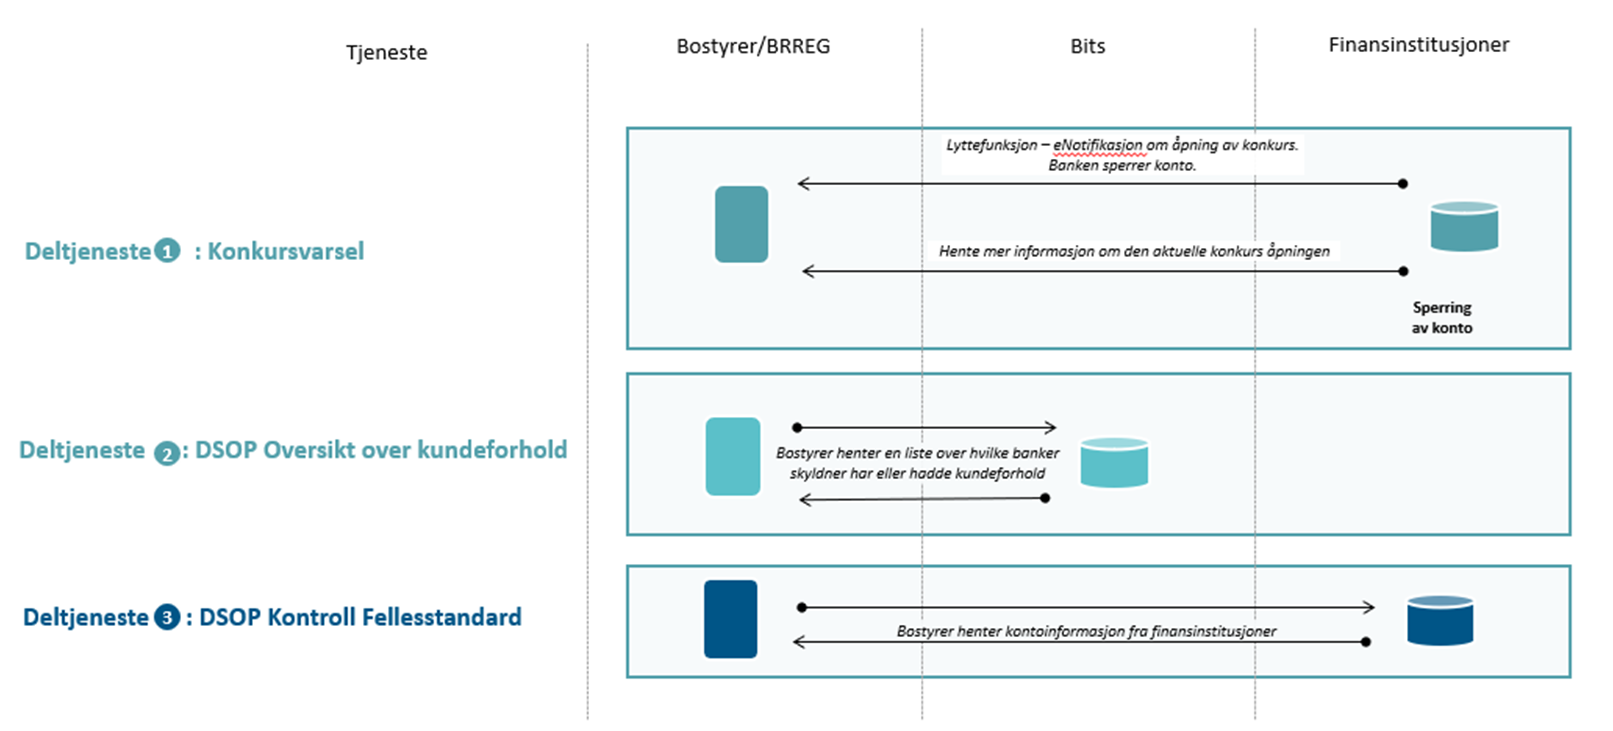 Tjeneste
Bostyrer/BRREG
Bits
Finansinstitusjoner
Deltjeneste 1 : Konkursvarsel
Lyttefunksjon – eNotifikasjon om åpning av konkurs.
Banken sperrer konto.
Hente mer informasjon om den aktuelle konkurs åpningen
Sperring
av konto
Deltjeneste 2 : DSOP Oversikt over kundeforhold
Bostyrer henter en liste over hvilke banker
skyldner har eller hadde kundeforhold
Deltjeneste 3 : DSOP Kontroll Fellesstandard
Bostyrer henter kontoinformasjon fra finansinstitusjoner